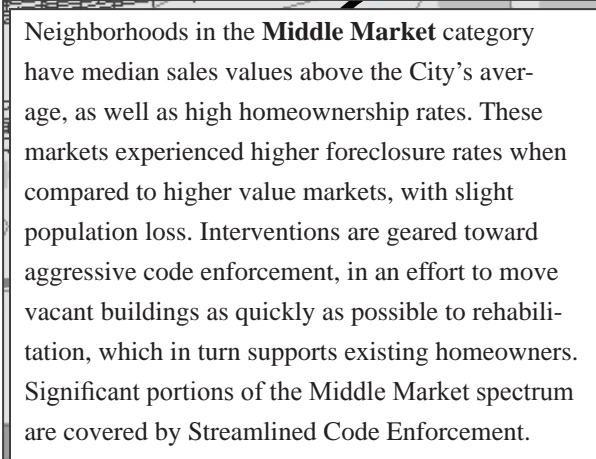 Neighborhoods in the Middle Market category
have median sales values above the City's aver-
age, as well as high homeownership rates. These
markets experienced higher foreclosure rates when
compared to higher value markets, with slight
population loss. Interventions are geared toward
aggressive code enforcement, in an effort to move
vacant buildings as quickly as possible to rehabili-
tation, which in turn supports existing homeowners.
Significant portions of the Middle Market spectrum
are covered by Streamlined Code Enforcement.